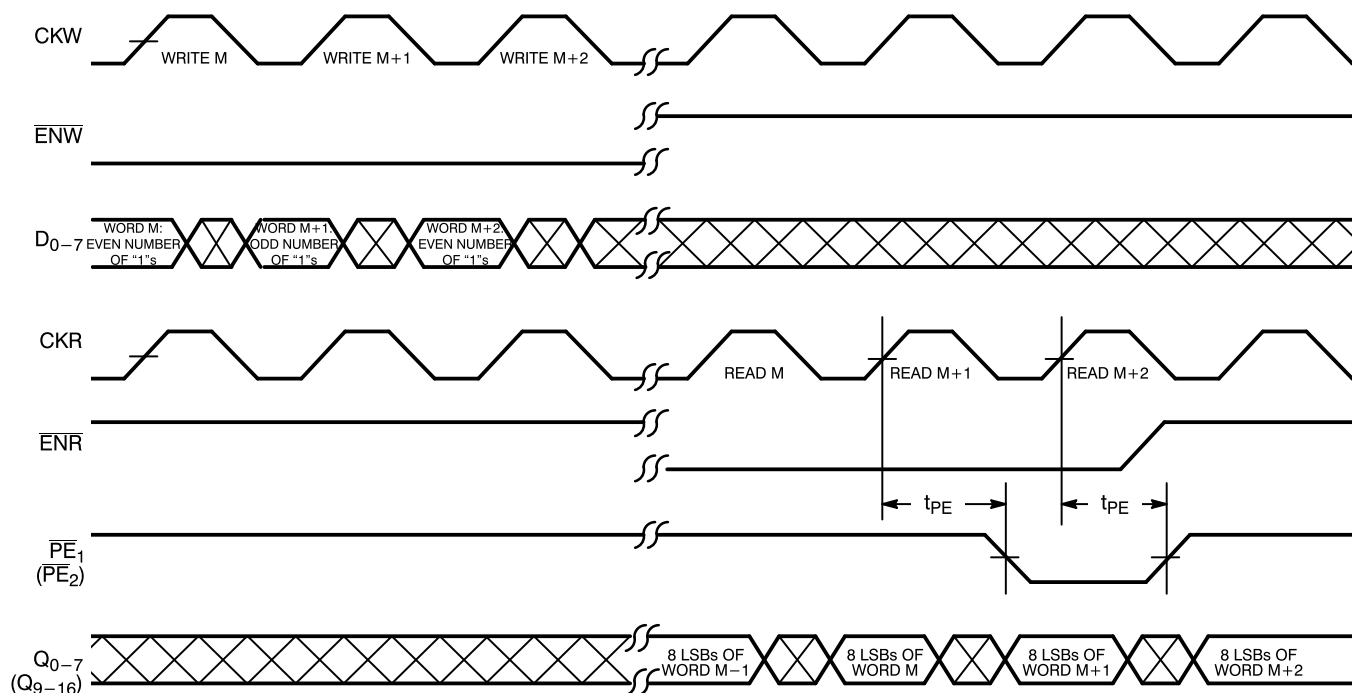 CKW
WRITE M
WRITE M+1
WRITE M+2
ENW
D0−7
WORD M:
EVEN NUMBER
OF “1”s
WORD M+1:
ODD NUMBER
OF “1”s
WORD M+2:
EVEN NUMBER
OF “1”s
CKR
READ M
READ M+1
READ M+2
ENR
tPE
tPE
PE1
(PE2)
Q0−7
(Q9−16)
8 LSBs OF
WORD M−1
8 LSBs OF
WORD M
8 LSBs OF
WORD M+1
8 LSBs OF
WORD M+2